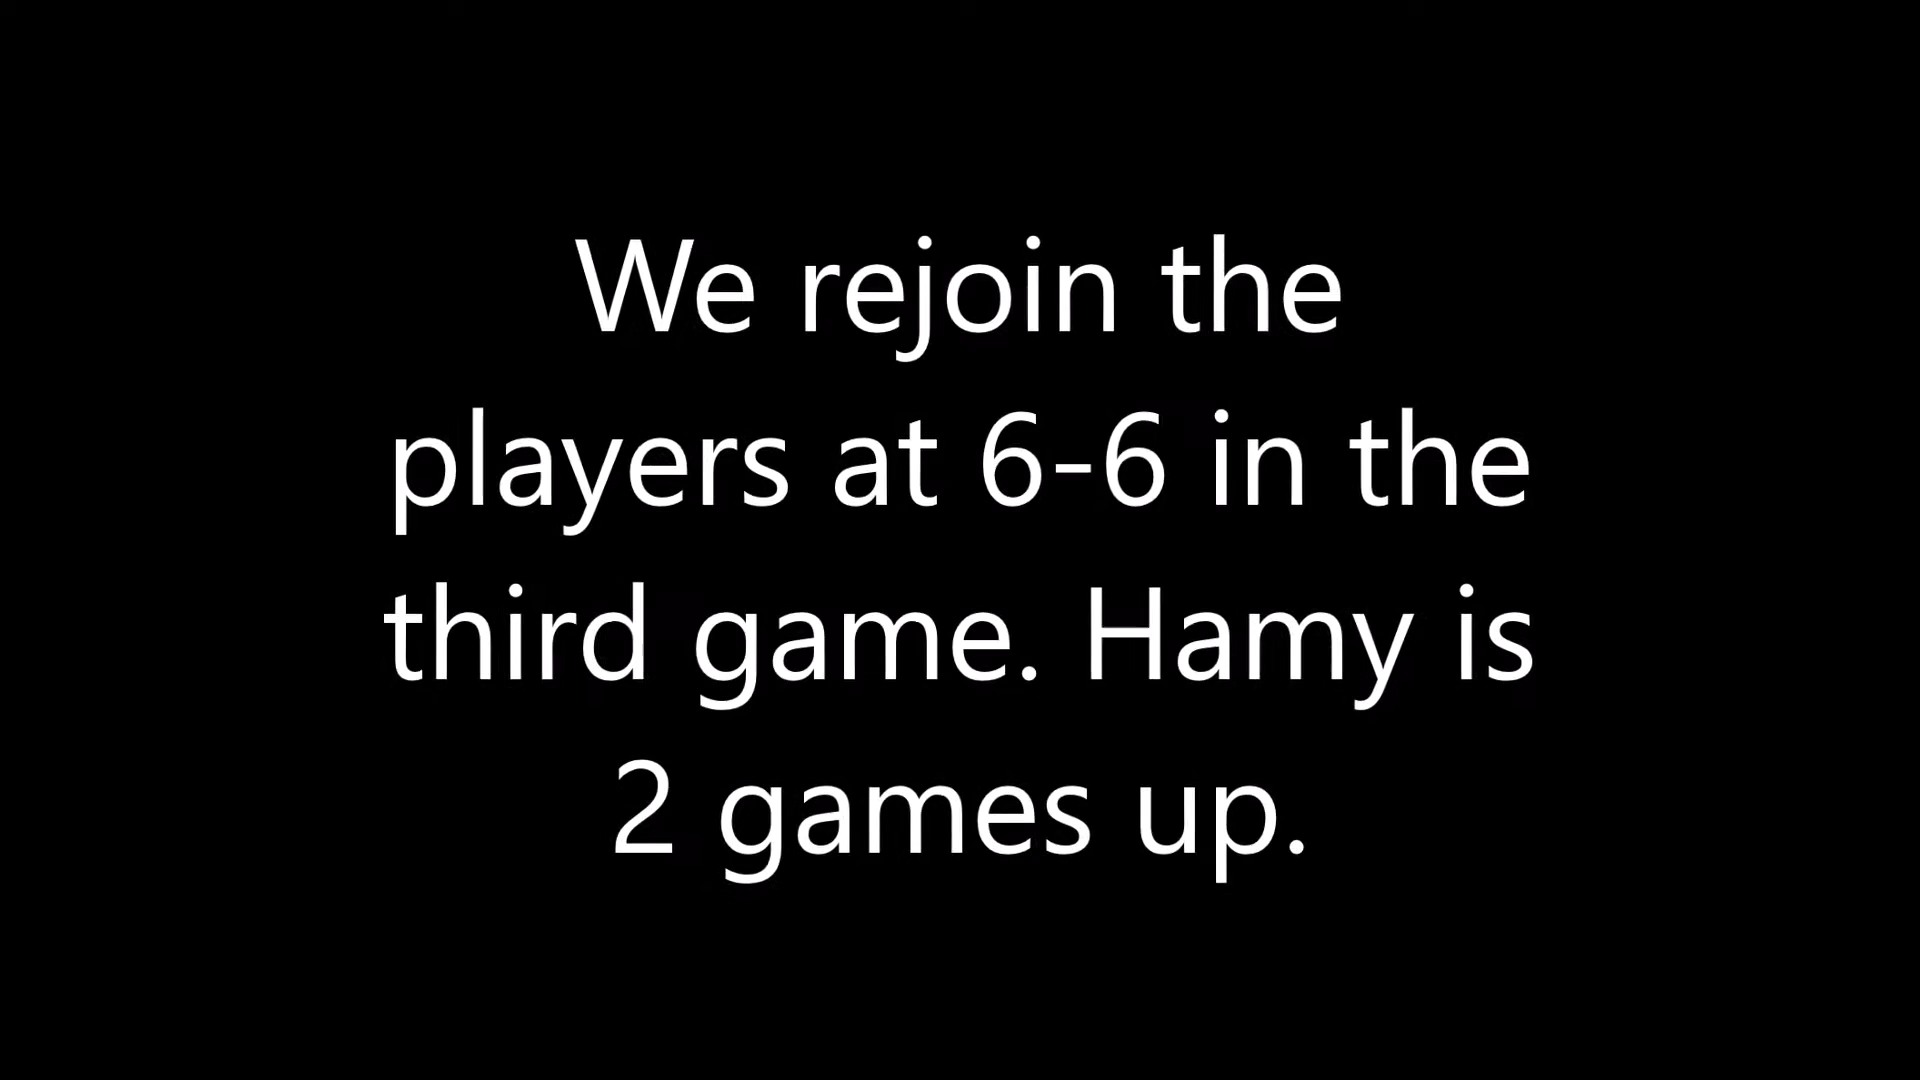 We rejoin the
players at 6-6 in the
third game. Hamy is
2 games up.